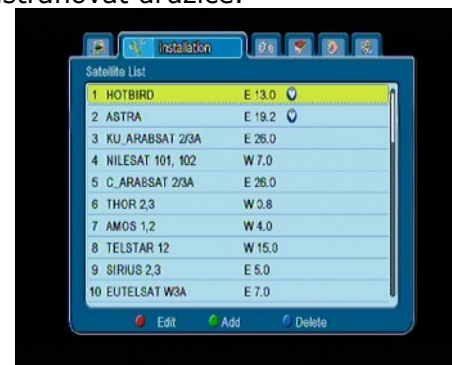 odstraňovat družice.
Installation
Satellite List
1 HOTBIRD E 13.0
2 ASTRA E 19.2
3 KU_ARABSAT 2/3A E 26.0
4 NILESAT 101, 102 W 7.0
5 C_ARABSAT 2/3A E 26.0
6 THOR 2,3 W 0.8
7 AMOS 1,2 W 4.0
8 TELSTAR 12 W 15.0
9 SIRIUS 2,3 E 5.0
10 EUTELSAT W3A E 7.0
Edit Add Delete